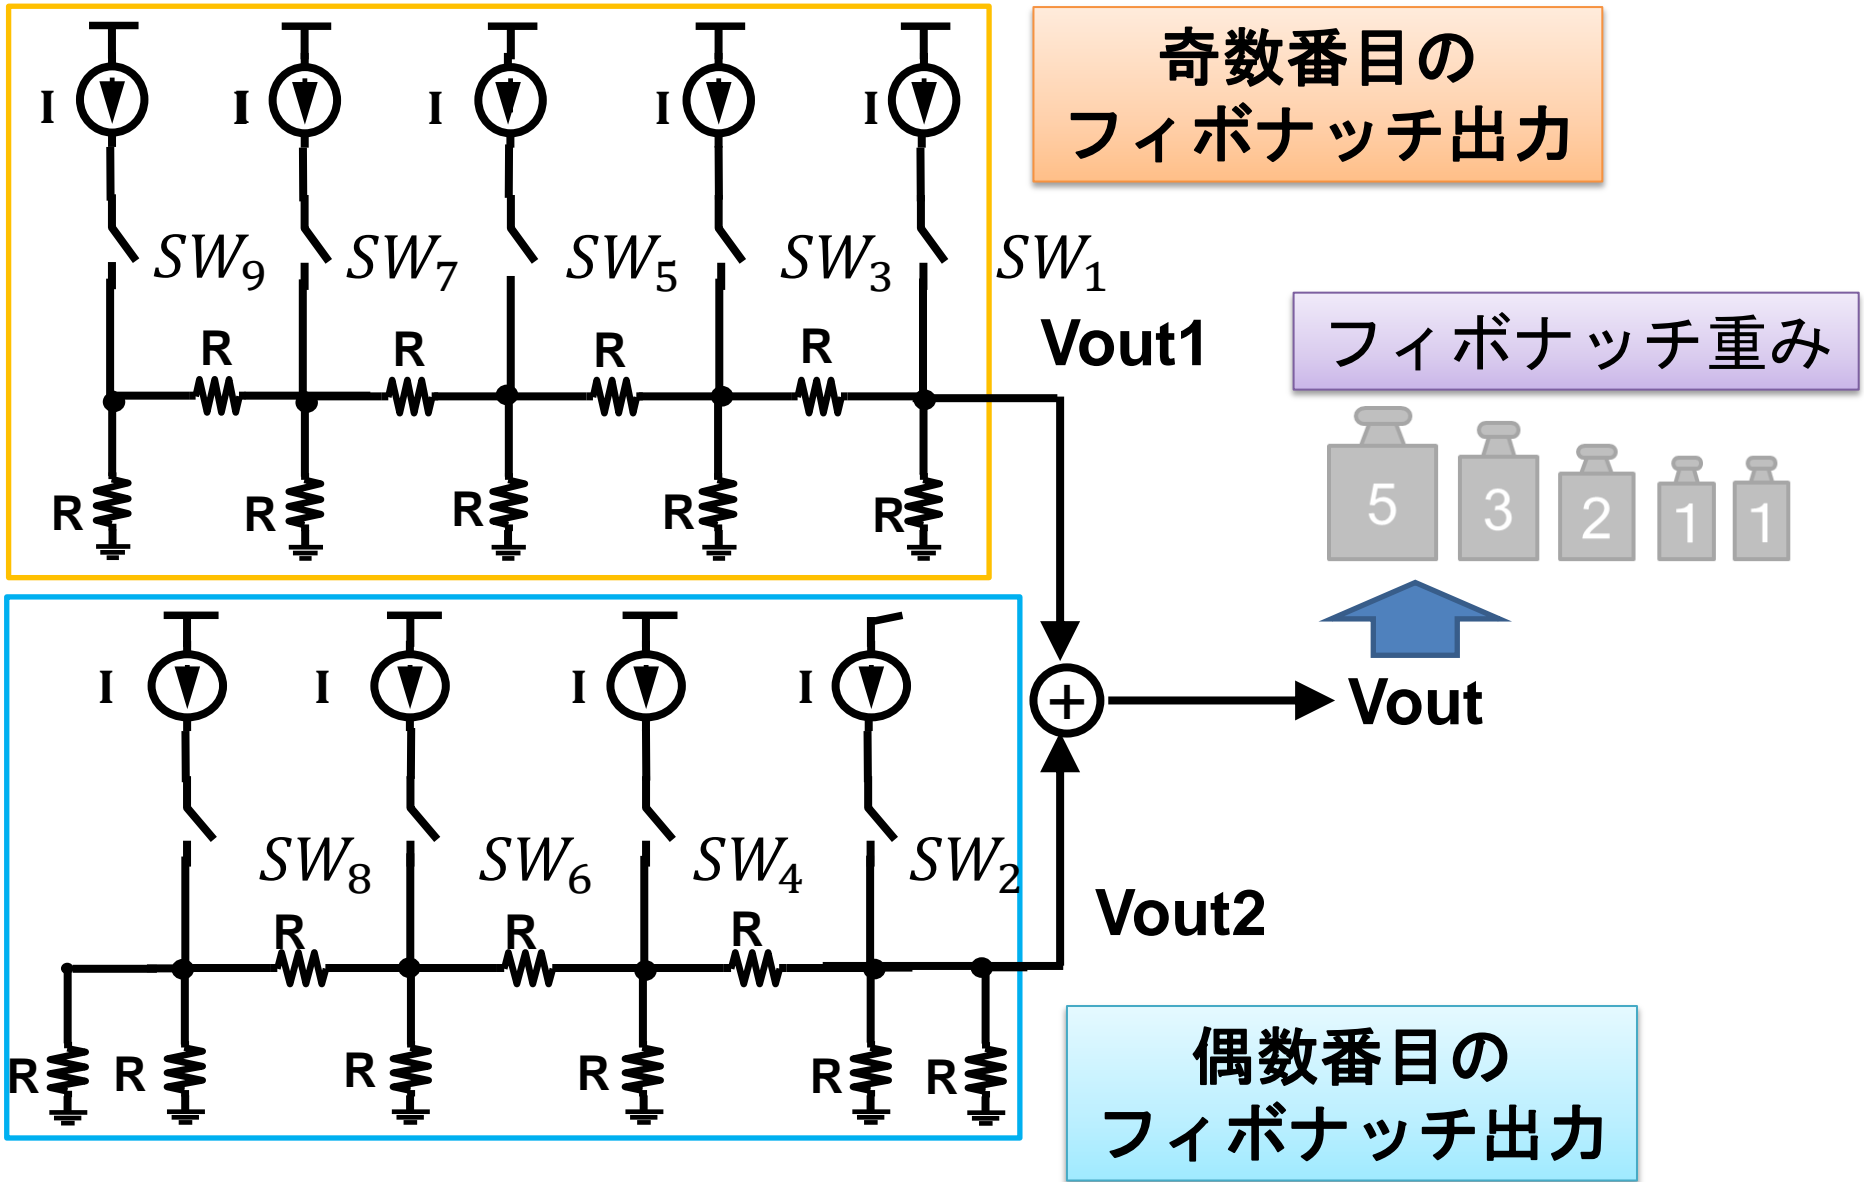 奇数番目の
フィボナッチ出力
I I I I I
SW9 SW7 SW5 SW3 SW1
R R R R
Vout1
R R R R R
フィボナッチ重み
5 3 2 1 1
I I I I
+
Vout
SW8 SW6 SW4 SW2
Vout2
R R R
R R R R R R
偶数番目の
フィボナッチ出力